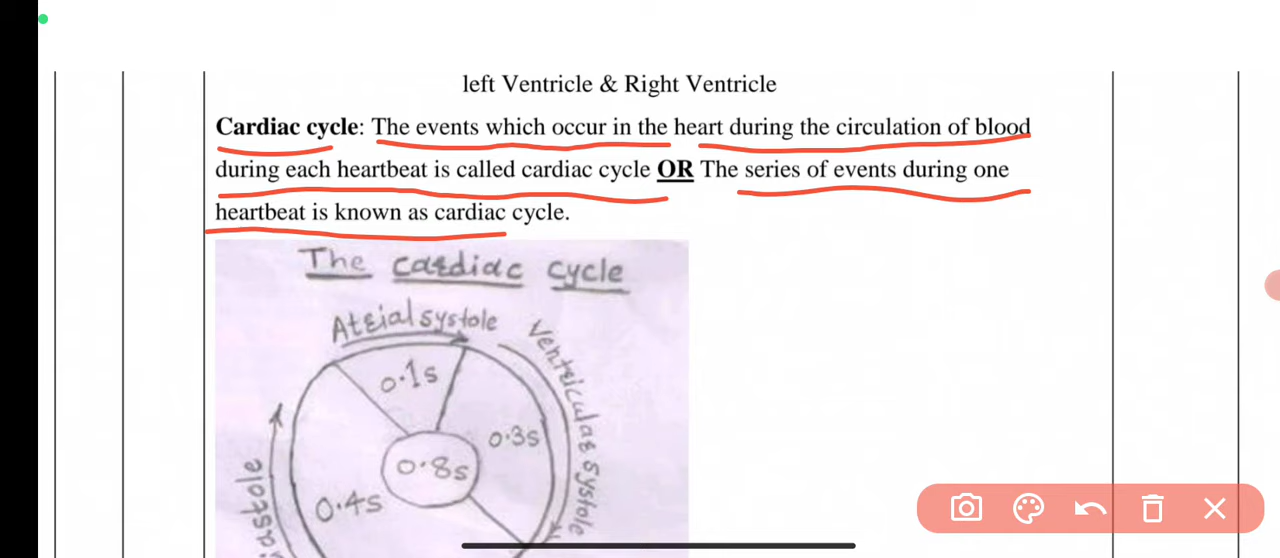 left Ventricle & Right Ventricle
Cardiac cycle: The events which occur in the heart during the circulation of blood
during each heartbeat is called cardiac cycle OR The series of events during one
heartbeat is known as cardiac cycle.
The cardiac cycle
Atrial systole
Ventricular systole
0.1s
0.3s
0.8s
0.4s